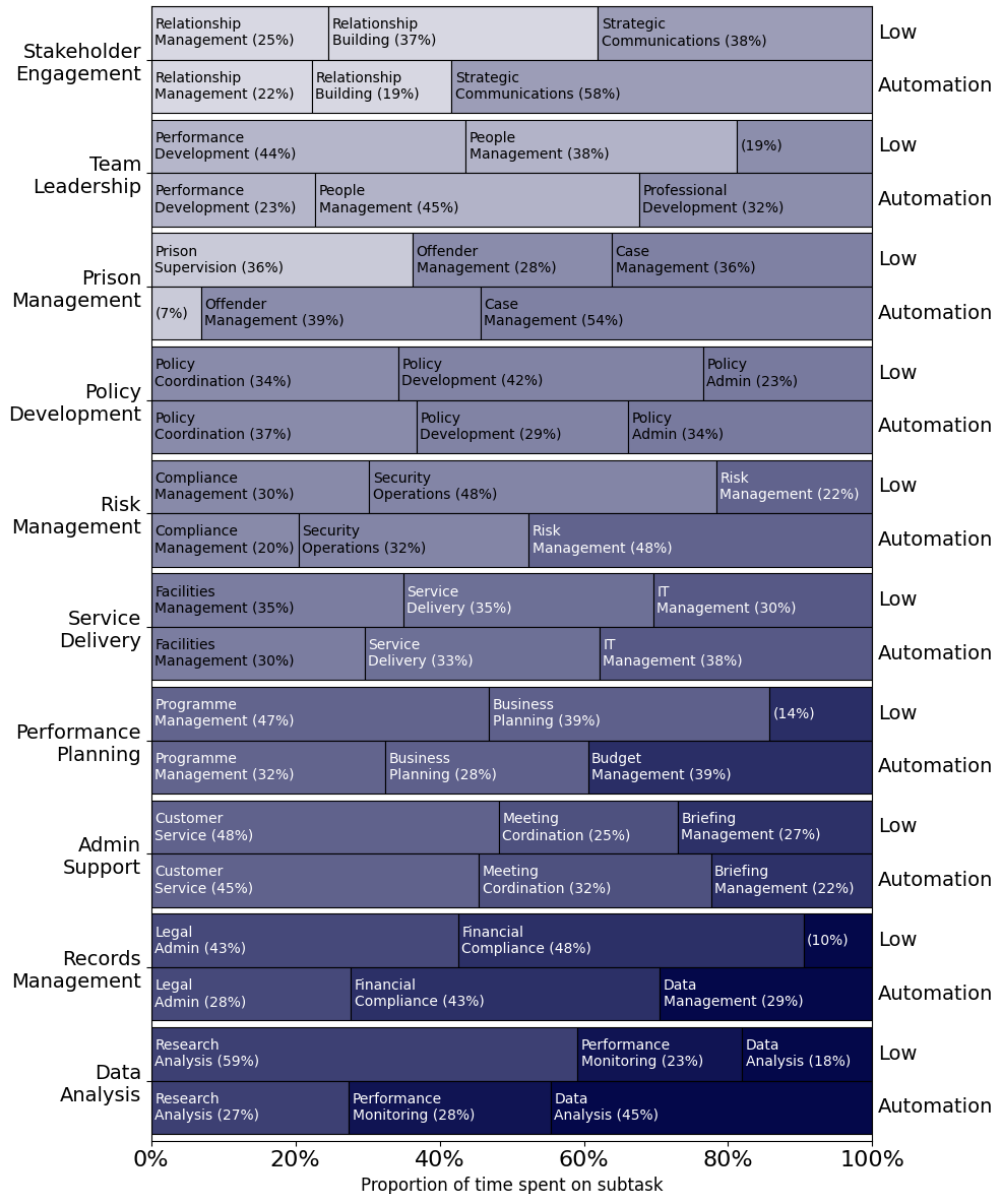 Stakeholder
Engagement
Relationship
Management (25%)
Relationship
Building (37%)
Strategic
Communications (38%)
Low
Relationship
Management (22%)
Relationship
Building (19%)
Strategic
Communications (58%)
Automation
Team
Leadership
Performance
Development (44%)
People
Management (38%)
(19%)
Low
Performance
Development (23%)
People
Management (45%)
Professional
Development (32%)
Automation
Prison
Management
Prison
Supervision (36%)
Offender
Management (28%)
Case
Management (36%)
Low
(7%)
Offender
Management (39%)
Case
Management (54%)
Automation
Policy
Development
Policy
Coordination (34%)
Policy
Development (42%)
Policy
Admin (23%)
Low
Policy
Coordination (37%)
Policy
Development (29%)
Policy
Admin (34%)
Automation
Risk
Management
Compliance
Management (30%)
Security
Operations (48%)
Risk
Management (22%)
Low
Compliance
Management (20%)
Security
Operations (32%)
Risk
Management (48%)
Automation
Service
Delivery
Facilities
Management (35%)
Service
Delivery (35%)
IT
Management (30%)
Low
Facilities
Management (30%)
Service
Delivery (33%)
IT
Management (38%)
Automation
Performance
Planning
Programme
Management (47%)
Business
Planning (39%)
(14%)
Low
Programme
Management (32%)
Business
Planning (28%)
Budget
Management (39%)
Automation
Admin
Support
Customer
Service (48%)
Meeting
Cordination (25%)
Briefing
Management (27%)
Low
Customer
Service (45%)
Meeting
Cordination (32%)
Briefing
Management (22%)
Automation
Records
Management
Legal
Admin (43%)
Financial
Compliance (48%)
(10%)
Low
Legal
Admin (28%)
Financial
Compliance (43%)
Data
Management (29%)
Automation
Data
Analysis
Research
Analysis (59%)
Performance
Monitoring (23%)
Data
Analysis (18%)
Low
Research
Analysis (27%)
Performance
Monitoring (28%)
Data
Analysis (45%)
Automation
0% 20% 40% 60% 80% 100%
Proportion of time spent on subtask